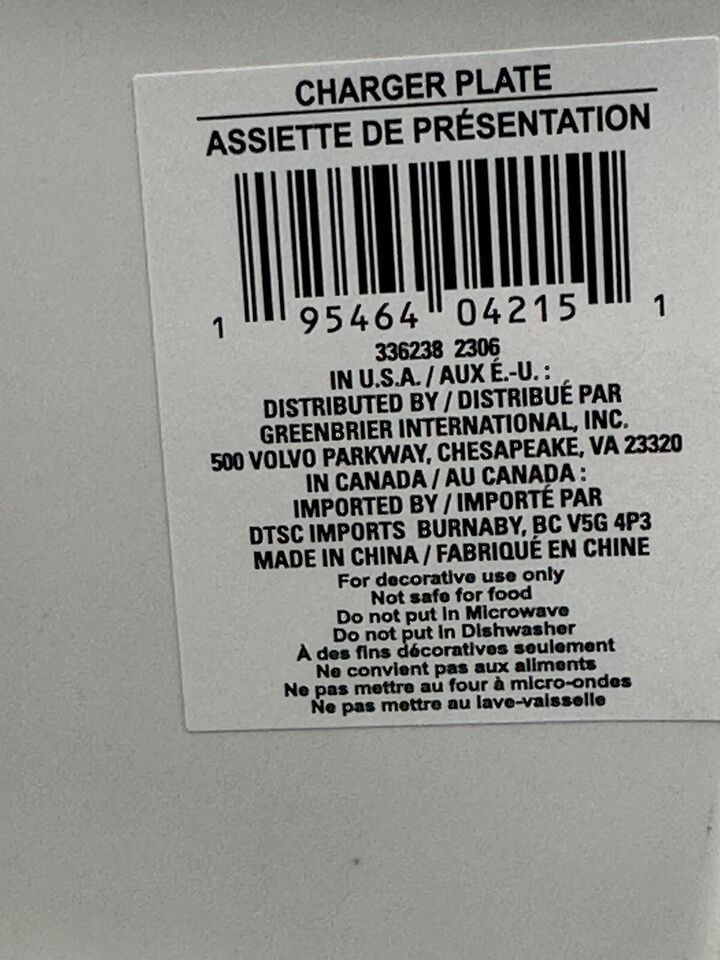 CHARGER PLATE
ASSIETTE DE PRÉSENTATION
1 95464 04215 1
336238 2306
IN U.S.A. / AUX É.-U. :
DISTRIBUTED BY / DISTRIBUÉ PAR
GREENBRIER INTERNATIONAL, INC.
500 VOLVO PARKWAY, CHESAPEAKE, VA 23320
IN CANADA / AU CANADA :
IMPORTED BY / IMPORTÉ PAR
DTSC IMPORTS BURNABY, BC V5G 4P3
MADE IN CHINA / FABRIQUÉ EN CHINE
For decorative use only
Not safe for food
Do not put in Microwave
Do not put in Dishwasher
À des fins décoratives seulement
Ne convient pas aux aliments
Ne pas mettre au four à micro-ondes
Ne pas mettre au lave-vaisselle